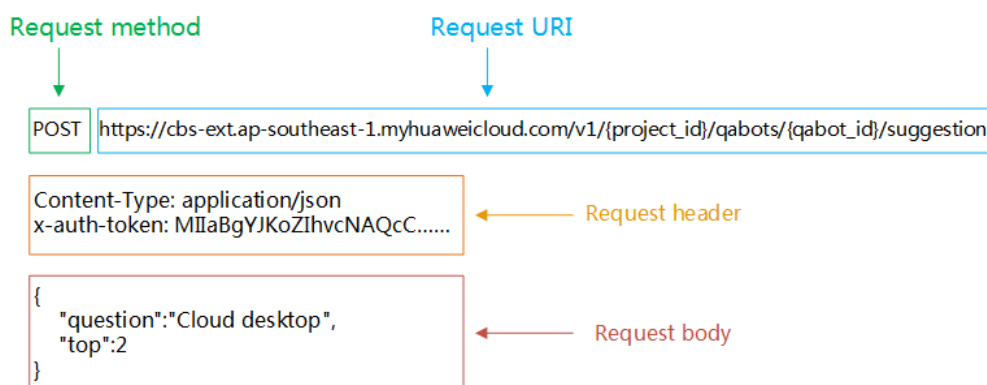 Request method
Request URI
POST https://cbs-ext.ap-southeast-1.myhuaweicloud.com/v1/{project_id}/qabots/{qabot_id}/suggestion
Content-Type: application/json
x-auth-token: MIIaBgYJKoZIhvcNAQcC......
Request header
{
"question":"Cloud desktop",
"top":2
}
Request body